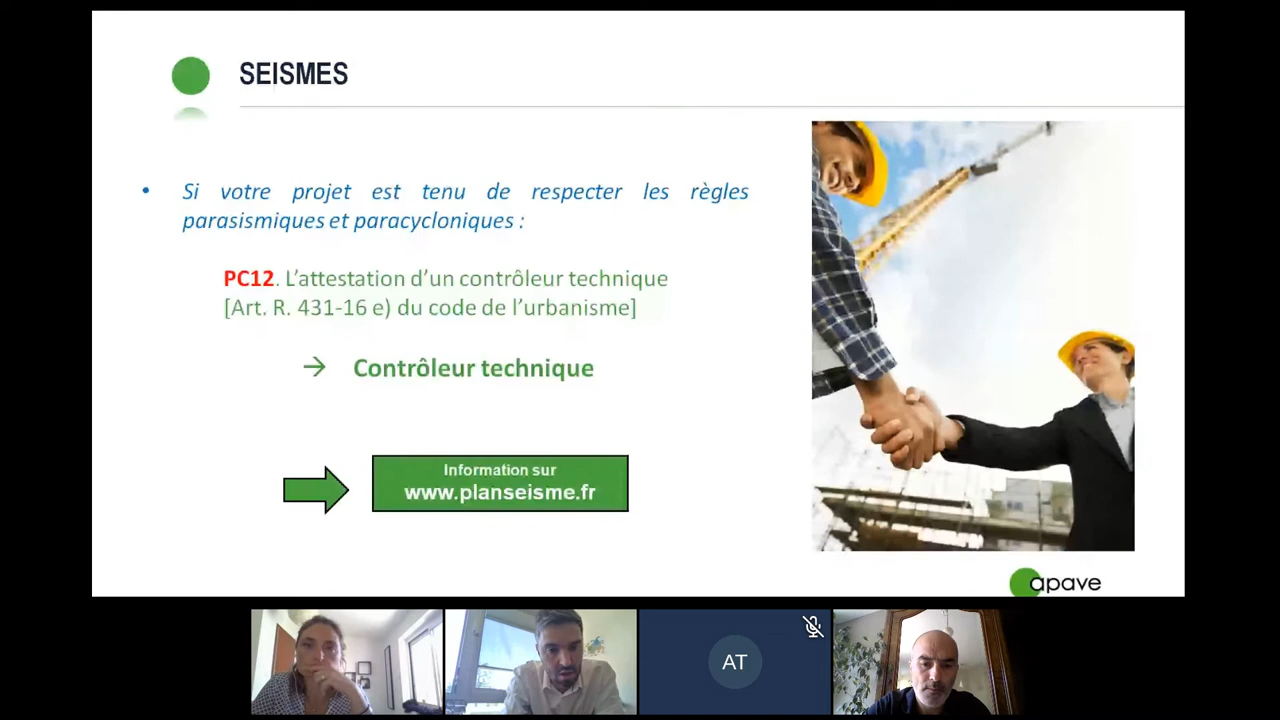 SEISMES
• Si votre projet est tenu de respecter les règles
parasismiques et paracycloniques :
PC12. L'attestation d'un contrôleur technique
[Art. R. 431-16 e) du code de l'urbanisme]
→ Contrôleur technique
Information sur
www.planseisme.fr
apave
AT